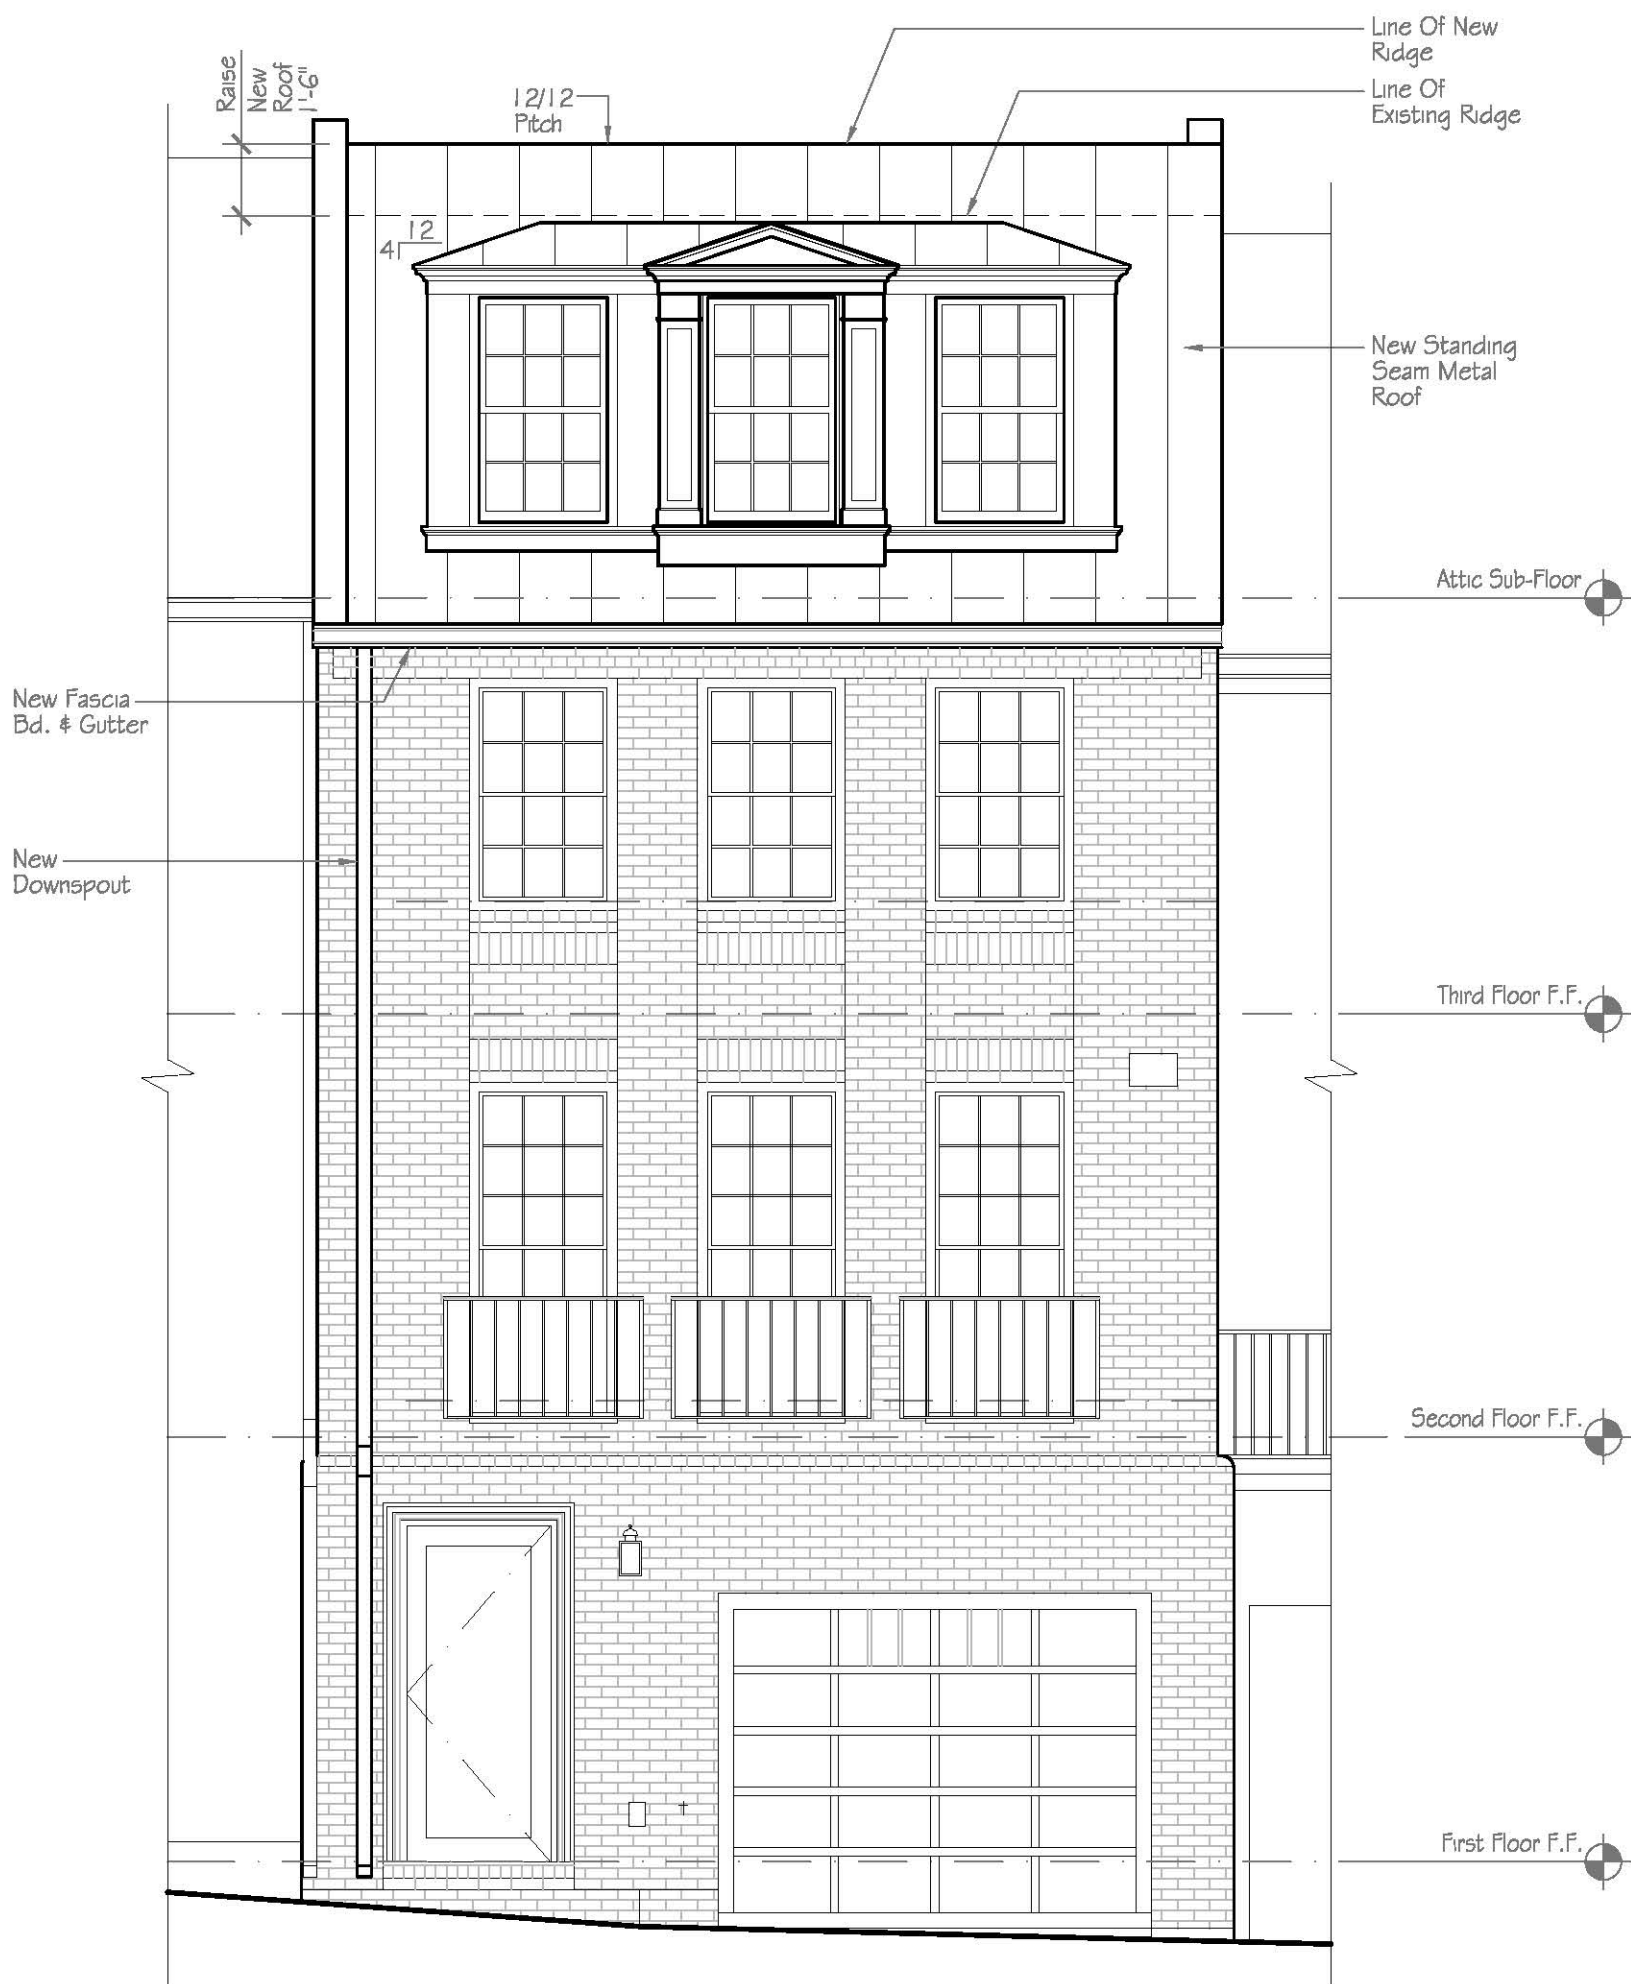 Line Of New
Ridge
Line Of
Existing Ridge
Raise
New
Roof
1'-6"
12/12
Pitch
12
4
New Standing
Seam Metal
Roof
Attic Sub-Floor
New Fascia
Bd. & Gutter
New
Downspout
Third Floor F.F.
Second Floor F.F.
First Floor F.F.